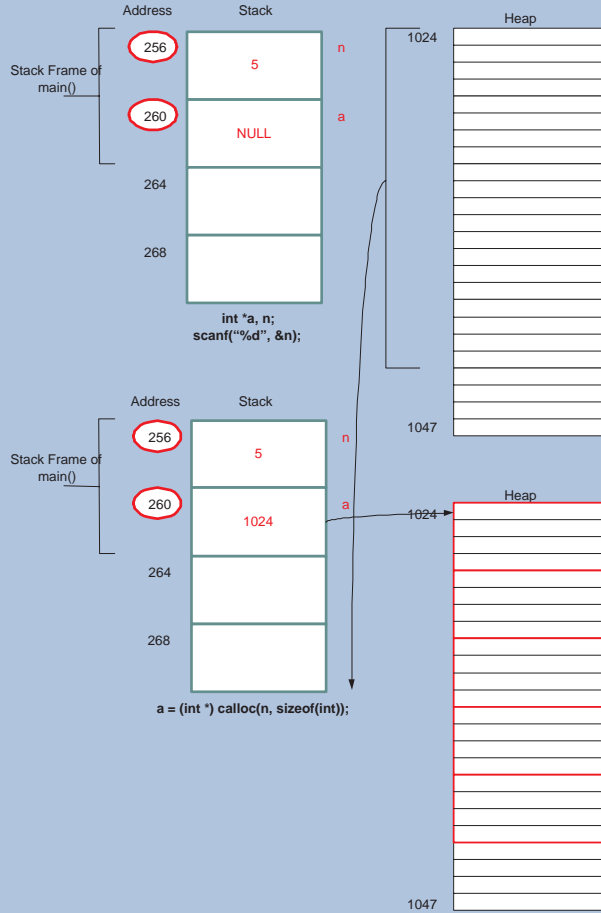 Address
Stack
Heap
256
5
n
1024
Stack Frame of
main()
260
NULL
a
264
268
int *a, n;
scanf(“%d”, &n);
1047
Address
Stack
256
5
n
Stack Frame of
main()
260
1024
a
Heap
1024
264
268
a = (int *) calloc(n, sizeof(int));
1047